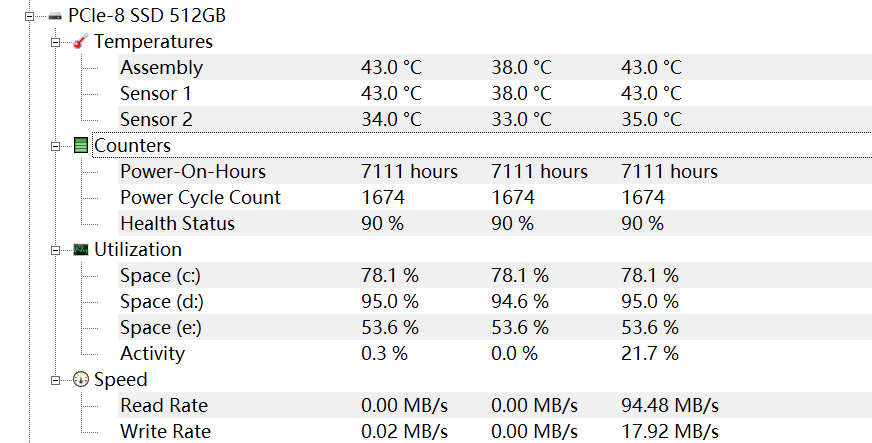 PCIe-8 SSD 512GB
Temperatures
Assembly 43.0 °C 38.0 °C 43.0 °C
Sensor 1 43.0 °C 38.0 °C 43.0 °C
Sensor 2 34.0 °C 33.0 °C 35.0 °C
Counters
Power-On-Hours 7111 hours 7111 hours 7111 hours
Power Cycle Count 1674 1674 1674
Health Status 90 % 90 % 90 %
Utilization
Space (c:) 78.1 % 78.1 % 78.1 %
Space (d:) 95.0 % 94.6 % 95.0 %
Space (e:) 53.6 % 53.6 % 53.6 %
Activity 0.3 % 0.0 % 21.7 %
Speed
Read Rate 0.00 MB/s 0.00 MB/s 94.48 MB/s
Write Rate 0.02 MB/s 0.00 MB/s 17.92 MB/s